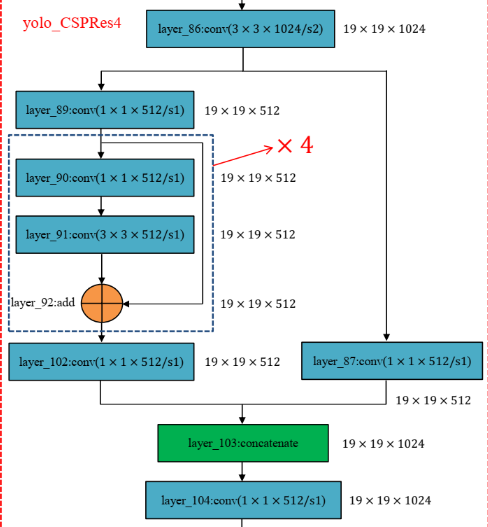 yolo_CSPRes4
layer_86:conv(3×3×1024/s2)
19×19×1024
layer_89:conv(1×1×512/s1)
19×19×512
×4
layer_90:conv(1×1×512/s1)
19×19×512
layer_91:conv(3×3×512/s1)
19×19×512
layer_92:add
19×19×512
layer_102:conv(1×1×512/s1)
19×19×512
layer_87:conv(1×1×512/s1)
19×19×512
layer_103:concatenate
19×19×1024
layer_104:conv(1×1×512/s1)
19×19×1024